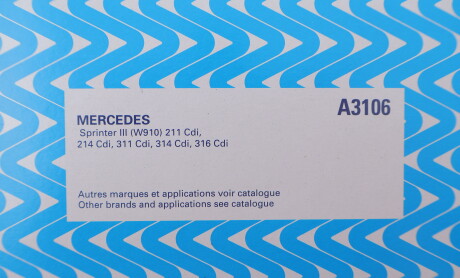 A3106
MERCEDES
Sprinter III (W910) 211 Cdi,
214 Cdi, 311 Cdi, 314 Cdi, 316 Cdi
Autres marques et applications voir catalogue
Other brands and applications see catalogue